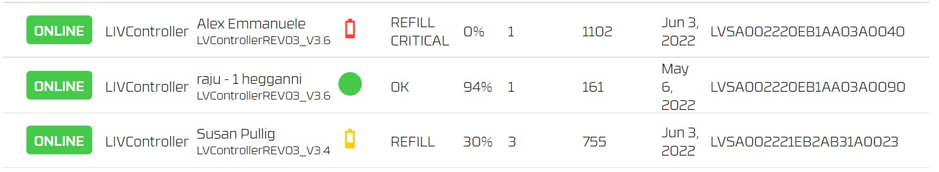 ONLINE LIVController Alex Emmanuele REFILL 0% 1 1102 Jun 3, LVSA002220EB1AA03A0040
LVControllerREV03_V3.6 CRITICAL 2022
ONLINE LIVController raju - 1 hegganni OK 94% 1 161 May LVSA002220EB1AA03A0090
LVControllerREV03_V3.6 6,
2022
ONLINE LIVController Susan Pullig REFILL 30% 3 755 Jun 3, LVSA002221EB2AB31A0023
LVControllerREV03_V3.4 2022